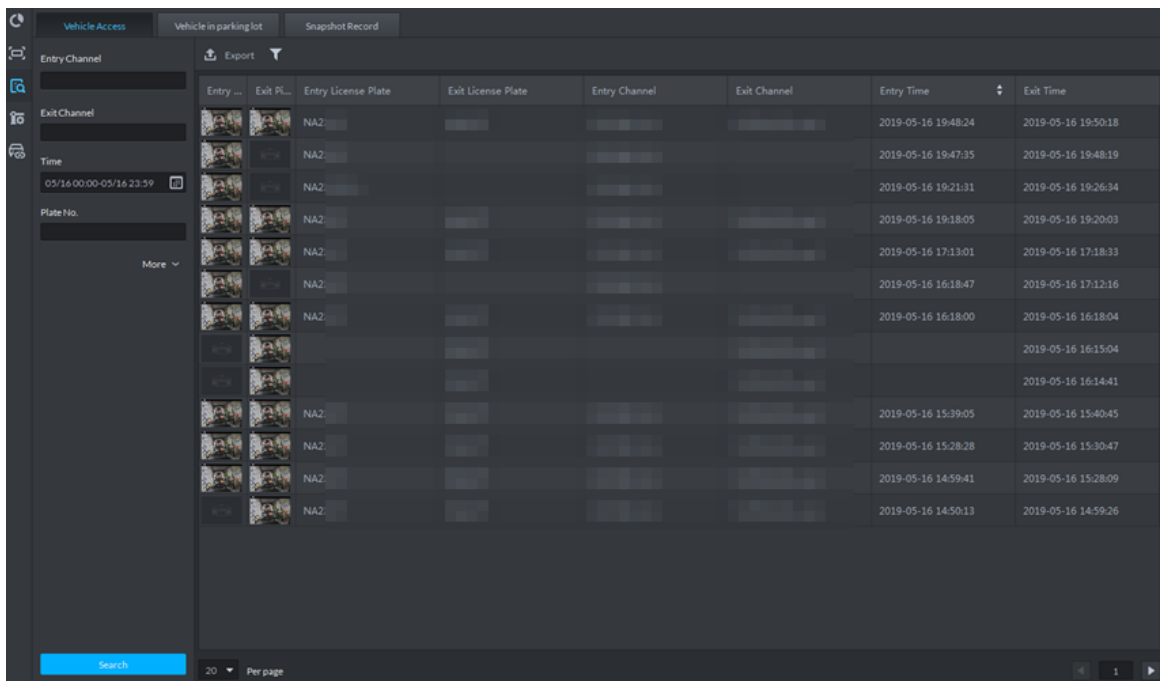 Vehicle Access Vehicle in parking lot Snapshot Record
Entry Channel
Exit Channel
Time
05/16 00:00-05/16 23:59
Plate No.
More
Search
Export
Entry ... Exit Pi... Entry License Plate Exit License Plate Entry Channel Exit Channel Entry Time Exit Time
NA2 2019-05-16 19:48:24 2019-05-16 19:50:18
NA2 2019-05-16 19:47:35 2019-05-16 19:48:19
NA2 2019-05-16 19:21:31 2019-05-16 19:26:34
NA2 2019-05-16 19:18:05 2019-05-16 19:20:03
NA2 2019-05-16 17:13:01 2019-05-16 17:18:33
NA2 2019-05-16 16:18:47 2019-05-16 17:12:16
NA2 2019-05-16 16:18:00 2019-05-16 16:18:04
2019-05-16 16:15:04
2019-05-16 16:14:41
NA2 2019-05-16 15:39:05 2019-05-16 15:40:45
NA2 2019-05-16 15:28:28 2019-05-16 15:30:47
NA2 2019-05-16 14:59:41 2019-05-16 15:28:09
NA2 2019-05-16 14:50:13 2019-05-16 14:59:26
20 Per page 1